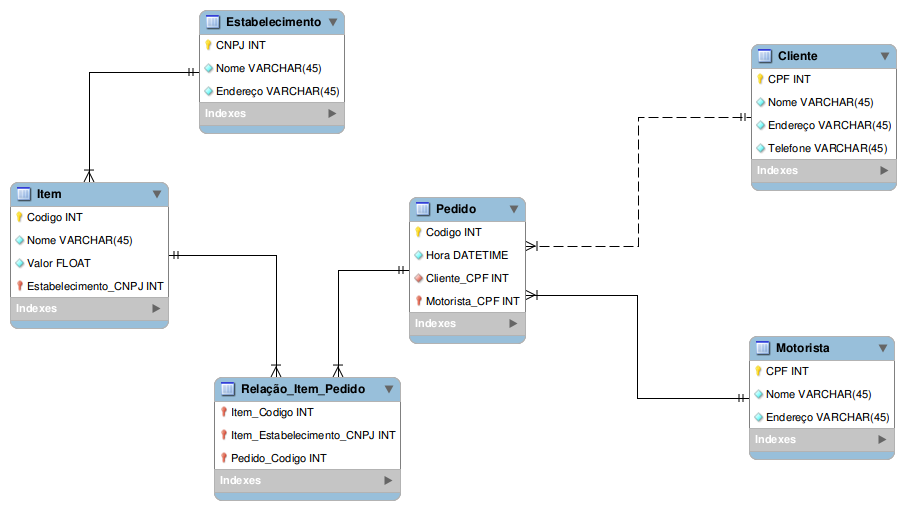 Estabelecimento
CNPJ INT
Nome VARCHAR(45)
Endereço VARCHAR(45)
Indexes
Cliente
CPF INT
Nome VARCHAR(45)
Endereço VARCHAR(45)
Telefone VARCHAR(45)
Indexes
Item
Codigo INT
Nome VARCHAR(45)
Valor FLOAT
Estabelecimento_CNPJ INT
Indexes
Pedido
Codigo INT
Hora DATETIME
Cliente_CPF INT
Motorista_CPF INT
Indexes
Motorista
CPF INT
Nome VARCHAR(45)
Endereço VARCHAR(45)
Indexes
Relação_Item_Pedido
Item_Codigo INT
Item_Estabelecimento_CNPJ INT
Pedido_Codigo INT
Indexes